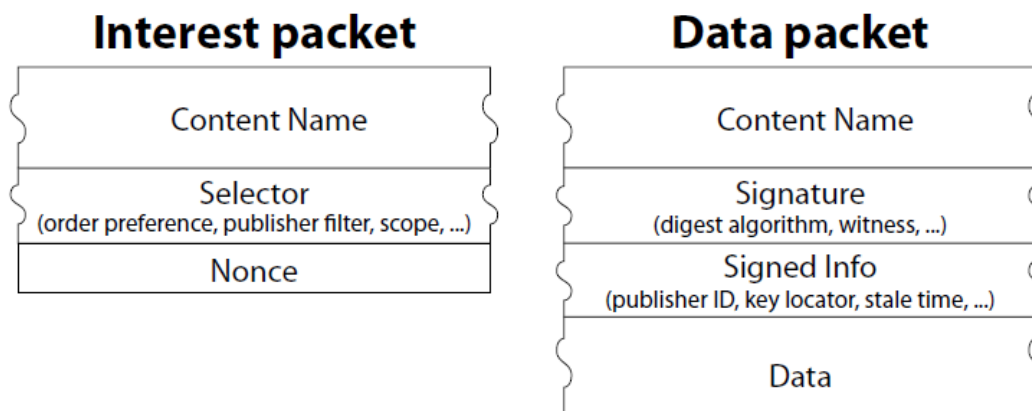 Interest packet
Content Name
Selector
(order preference, publisher filter, scope, ...)
Nonce
Data packet
Content Name
Signature
(digest algorithm, witness, ...)
Signed Info
(publisher ID, key locator, stale time, ...)
Data